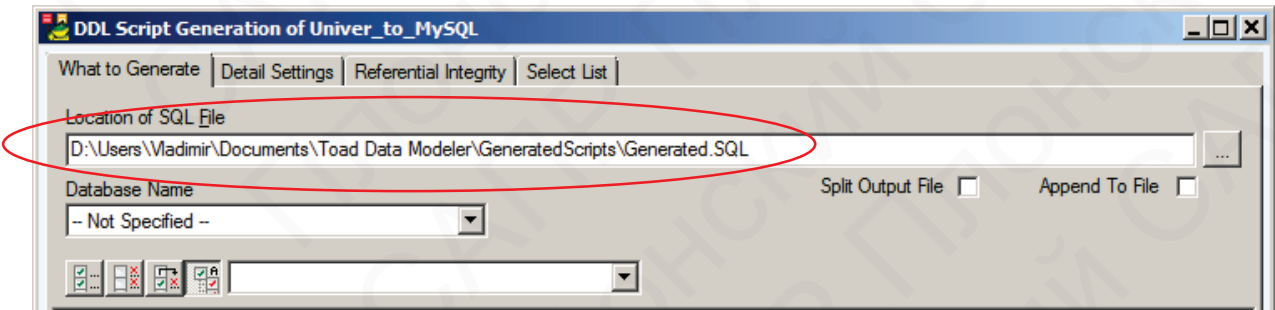 DDL Script Generation of Univer_to_MySQL
What to Generate Detail Settings Referential Integrity Select List
Location of SQL File
D:\Users\Vladimir\Documents\Toad Data Modeler\GeneratedScripts\Generated.SQL ...
Database Name Split Output File Append To File
-- Not Specified --